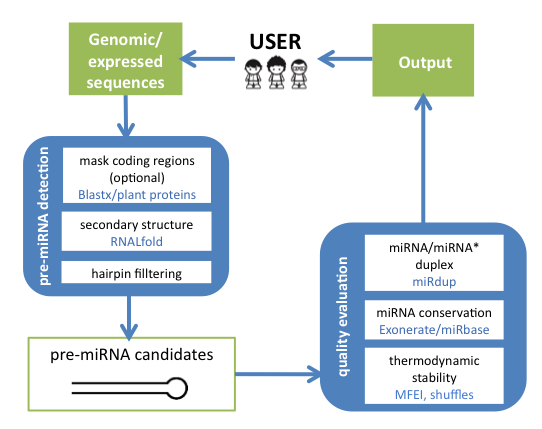 Genomic/
expressed
sequences
USER
Output
pre-miRNA detection
mask coding regions
(optional)
Blastx/plant proteins
secondary structure
RNALfold
hairpin fillltering
pre-miRNA candidates
quality evaluation
miRNA/miRNA*
duplex
miRdup
miRNA conservation
Exonerate/miRbase
thermodynamic
stability
MFEI, shuffles